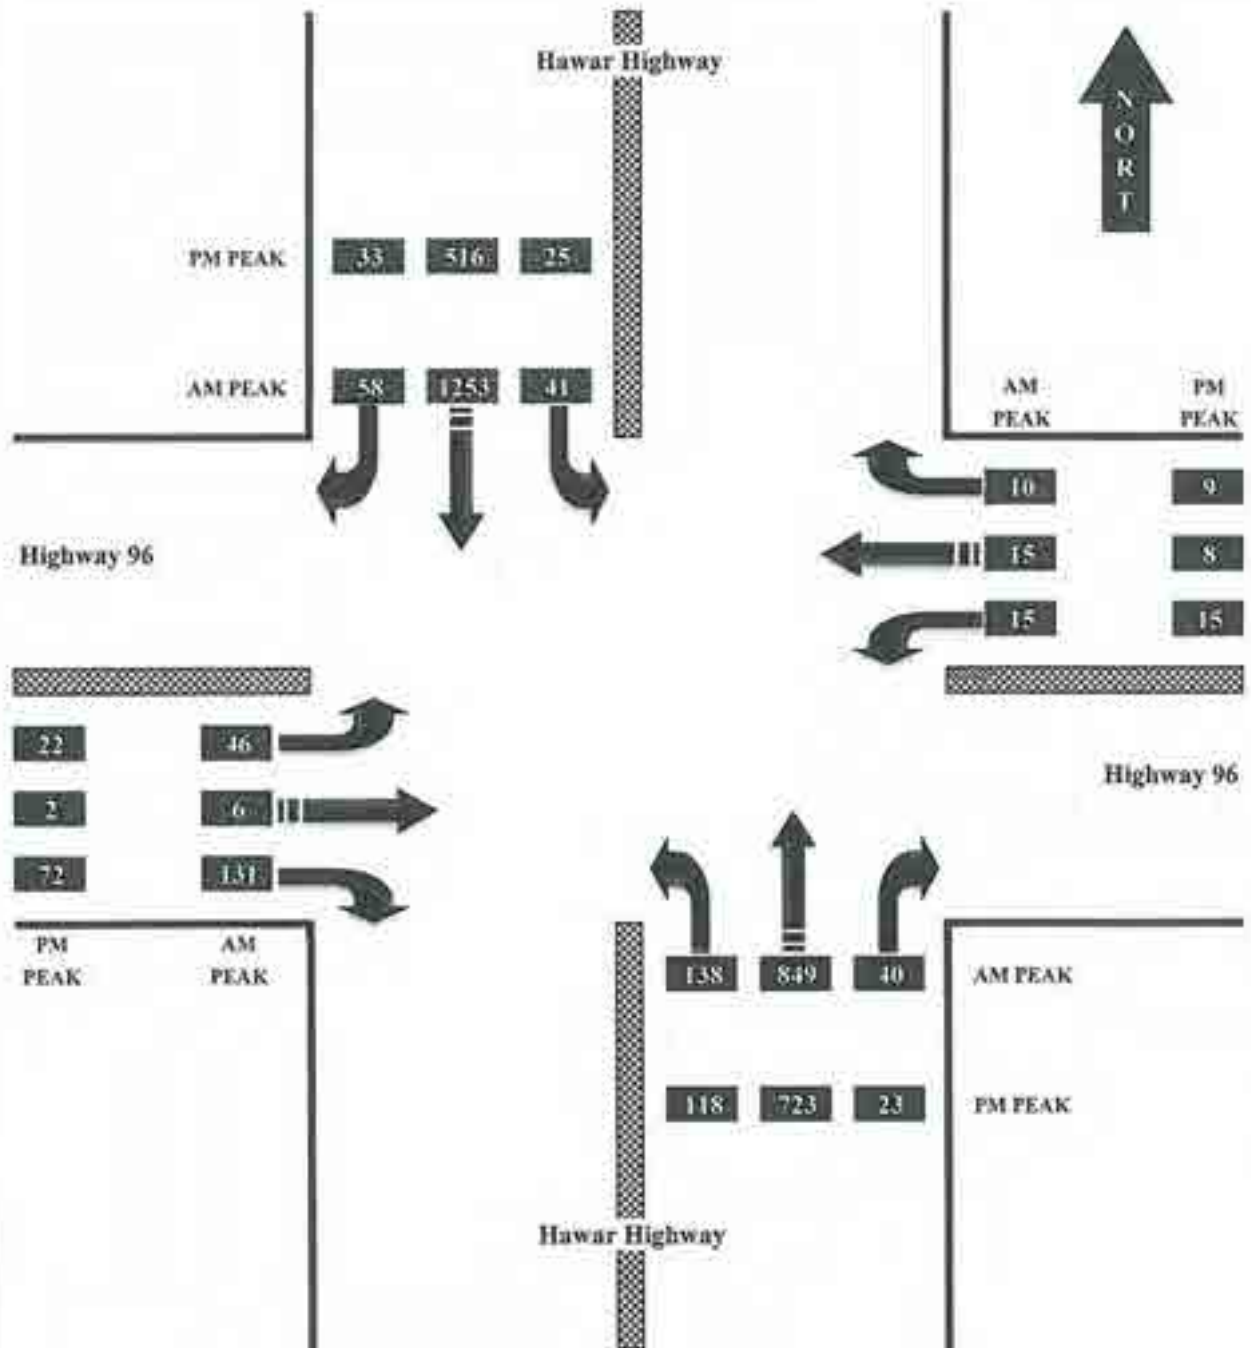 Hawar Highway
N
O
R
T
PM PEAK 33 516 25
AM PEAK 58 1253 41
AM PM
PEAK PEAK
10 9
15 8
15 15
Highway 96
22 46
2 6
72 131
PM AM
PEAK PEAK
Highway 96
138 849 40 AM PEAK
118 723 23 PM PEAK
Hawar Highway